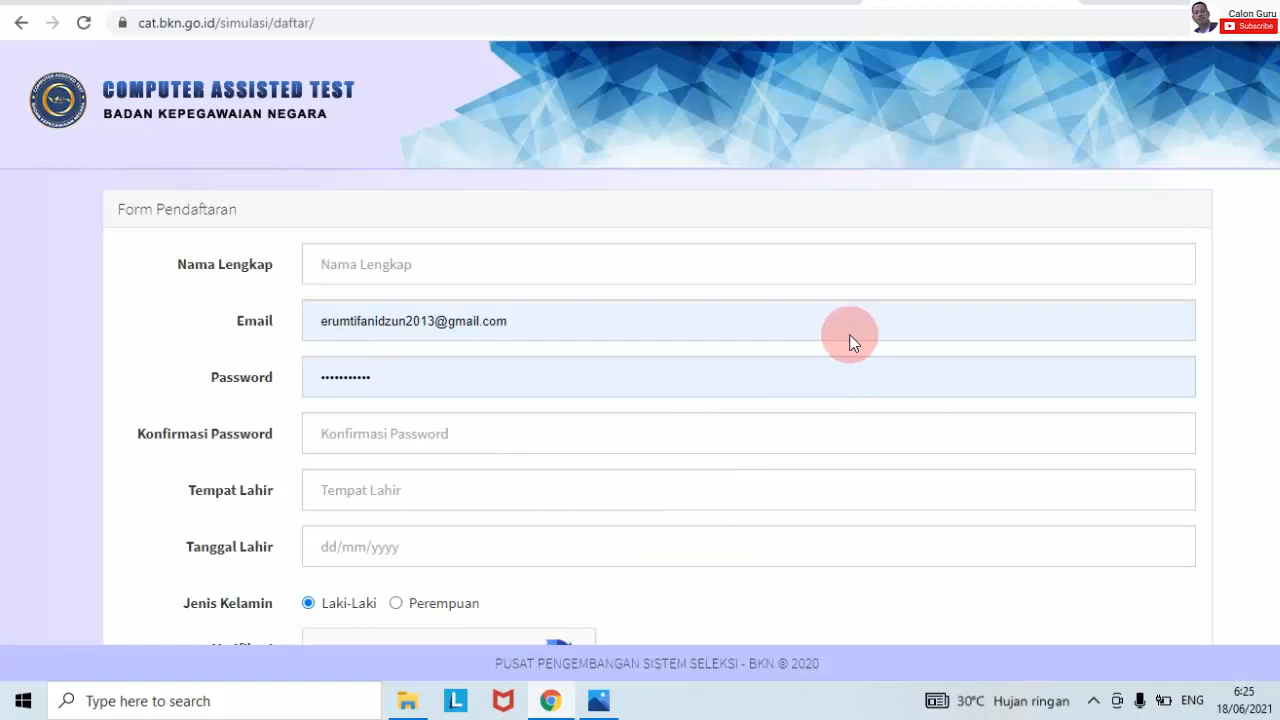 cat.bkn.go.id/simulasi/daftar/
Calon Guru
Subscribe
COMPUTER ASSISTED TEST
BADAN KEPEGAWAIAN NEGARA
Form Pendaftaran
Nama Lengkap
Nama Lengkap
Email
erumtifanidzun2013@gmail.com
Password
•••••••••••
Konfirmasi Password
Konfirmasi Password
Tempat Lahir
Tempat Lahir
Tanggal Lahir
dd/mm/yyyy
Jenis Kelamin
Laki-Laki
Perempuan
PUSAT PENGEMBANGAN SISTEM SELEKSI - BKN © 2020
Type here to search
30°C Hujan ringan
ENG
6:25
18/06/2021